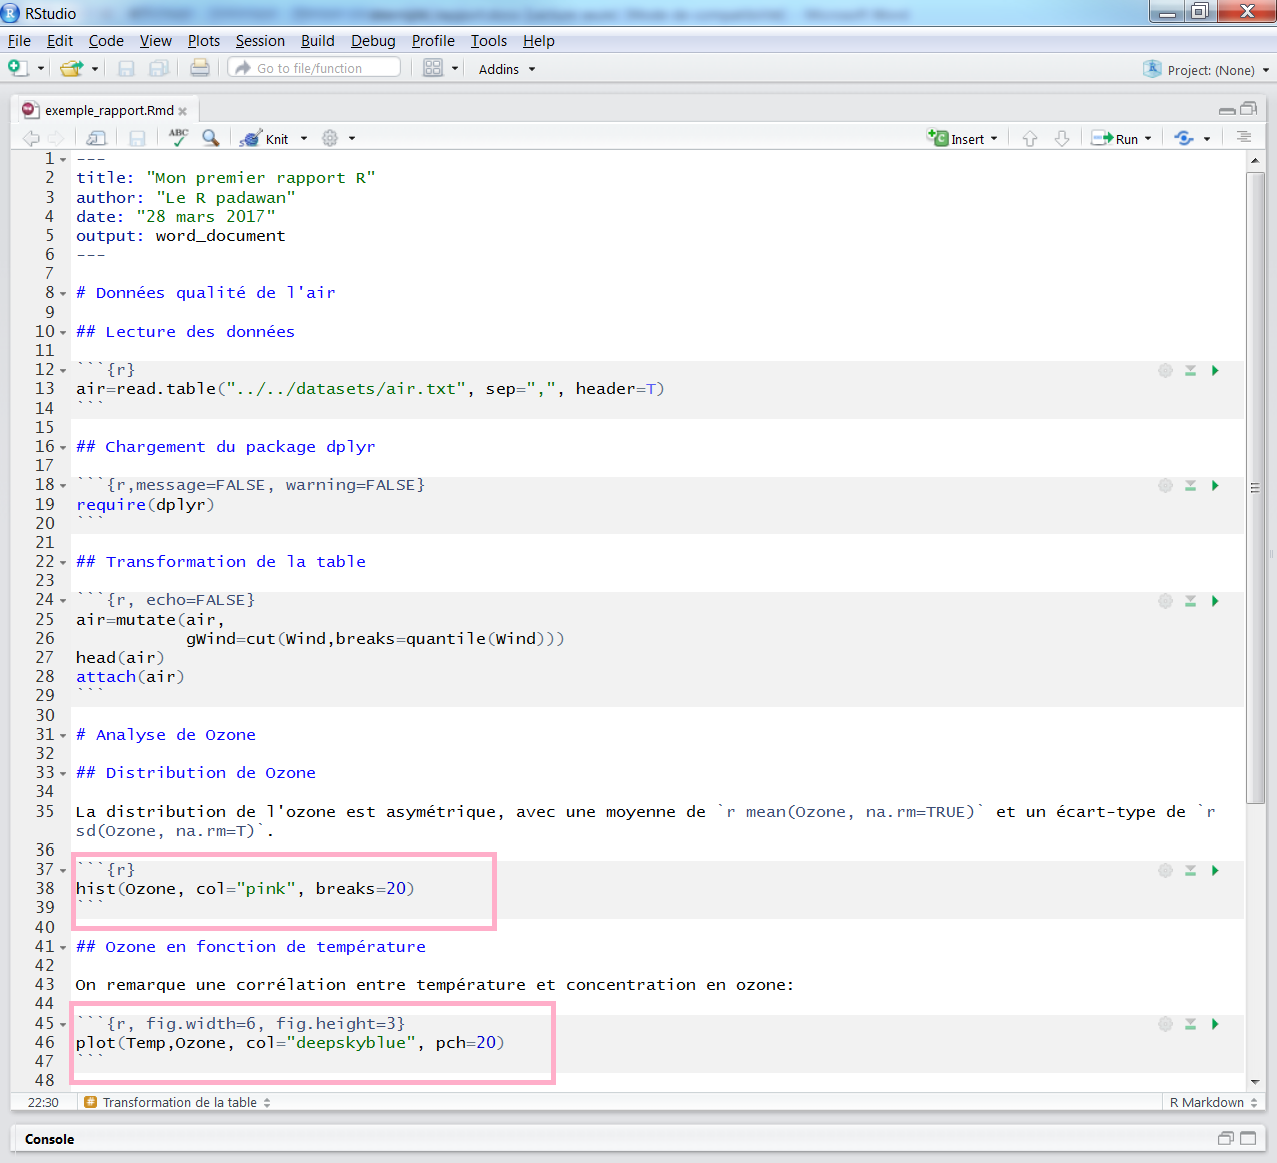 RStudio
File Edit Code View Plots Session Build Debug Profile Tools Help
Go to file/function Addins Project: (None)
exemple_rapport.Rmd
ABC Knit Insert Run
1 ---
2 title: "Mon premier rapport R"
3 author: "Le R padawan"
4 date: "28 mars 2017"
5 output: word_document
6 ---
7
8 # Données qualité de l'air
9
10 ## Lecture des données
11
12 ```{r}
13 air=read.table("../../datasets/air.txt", sep=",", header=T)
14 ```
15
16 ## Chargement du package dplyr
17
18 ```{r,message=FALSE, warning=FALSE}
19 require(dplyr)
20 ```
21
22 ## Transformation de la table
23
24 ```{r, echo=FALSE}
25 air=mutate(air,
26 gWind=cut(Wind,breaks=quantile(Wind)))
27 head(air)
28 attach(air)
29 ```
30
31 # Analyse de Ozone
32
33 ## Distribution de Ozone
34
35 La distribution de l'ozone est asymétrique, avec une moyenne de `r mean(Ozone, na.rm=TRUE)` et un écart-type de `r
sd(Ozone, na.rm=T)`.
36
37 ```{r}
38 hist(Ozone, col="pink", breaks=20)
39 ```
40
41 ## Ozone en fonction de température
42
43 On remarque une corrélation entre température et concentration en ozone:
44
45 ```{r, fig.width=6, fig.height=3}
46 plot(Temp,Ozone, col="deepskyblue", pch=20)
47 ```
48
22:30 # Transformation de la table R Markdown
Console